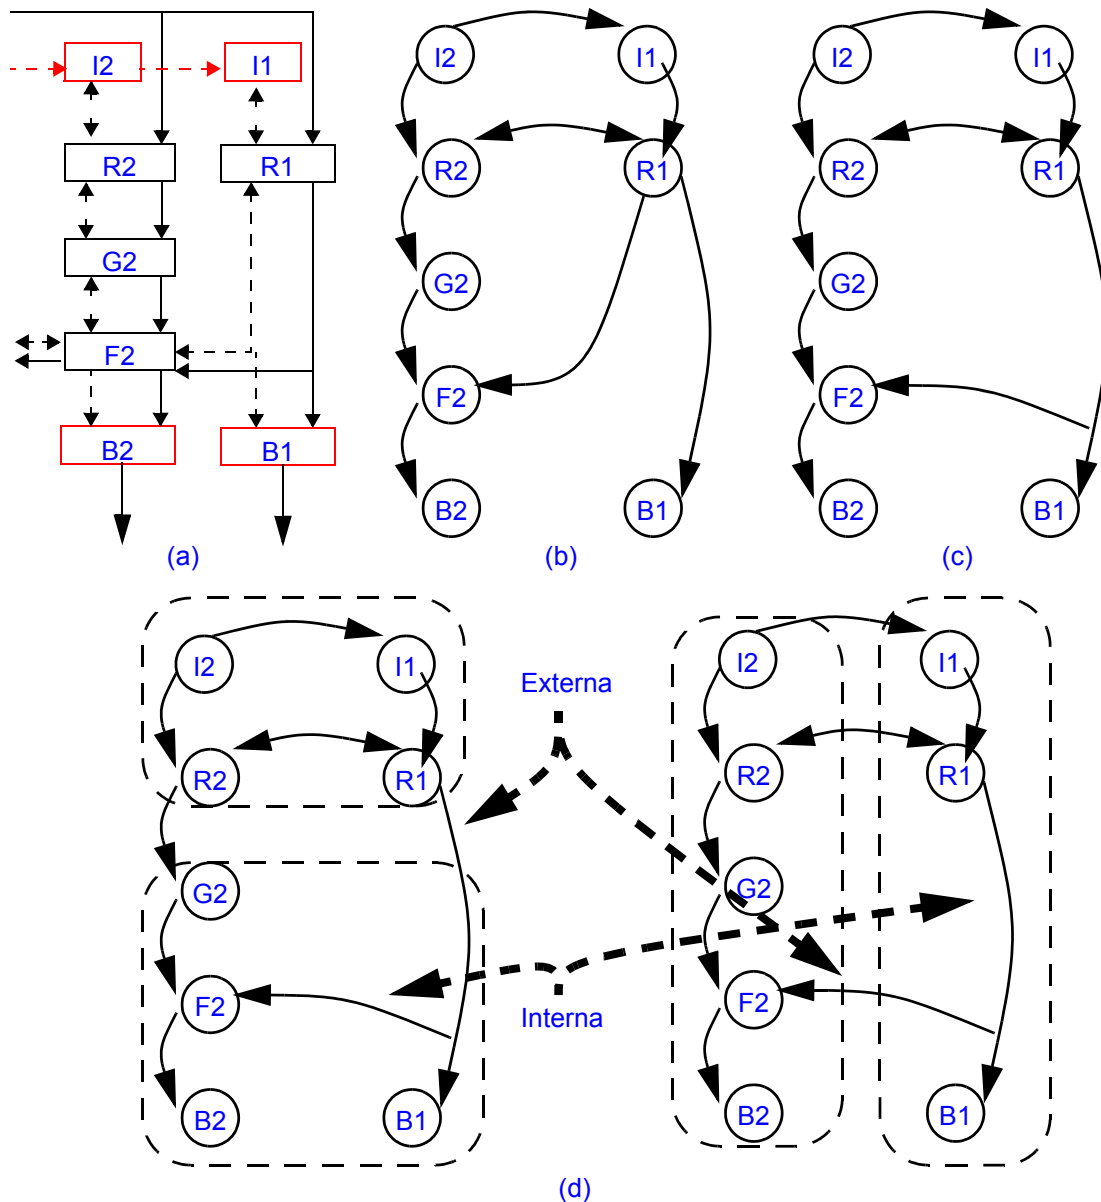 I2 I1
R2 R1
G2
F2
B2 B1
(a)
I2 I1
R2 R1
G2
F2
B2 B1
(b)
I2 I1
R2 R1
G2
F2
B2 B1
(c)
I2 I1
R2 R1
G2
F2
B2 B1
Externa
Interna
I2 I1
R2 R1
G2
F2
B2 B1
(d)